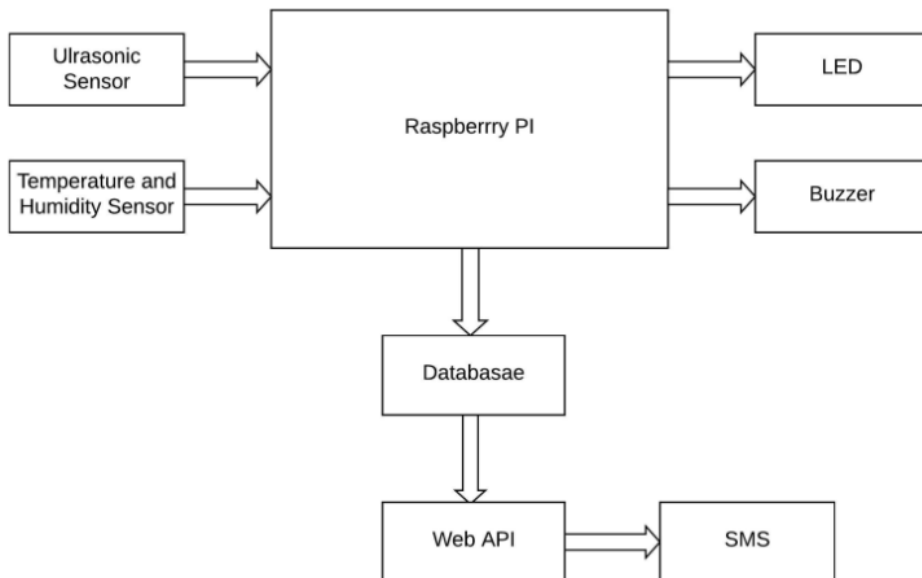 Ulrasonic
Sensor
Raspberrry PI
LED
Temperature and
Humidity Sensor
Buzzer
Databasae
Web API
SMS